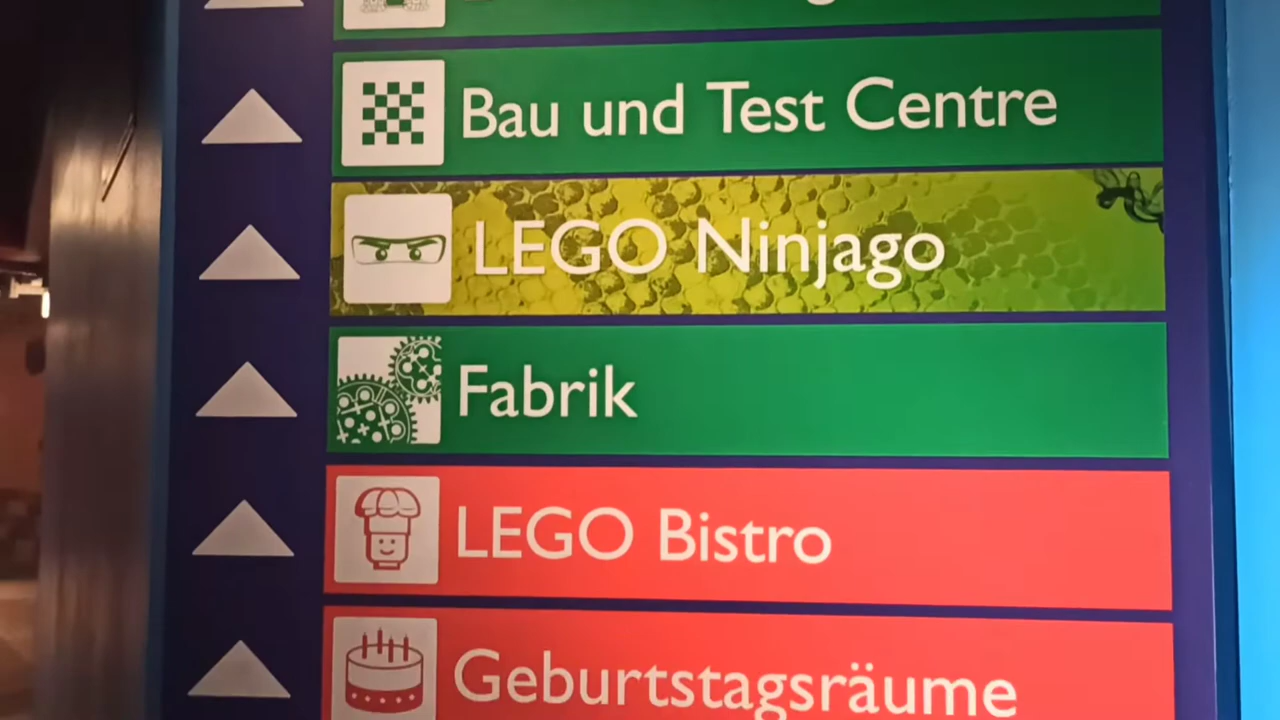 Bau und Test Centre
LEGO Ninjago
Fabrik
LEGO Bistro
Geburtstagsräume